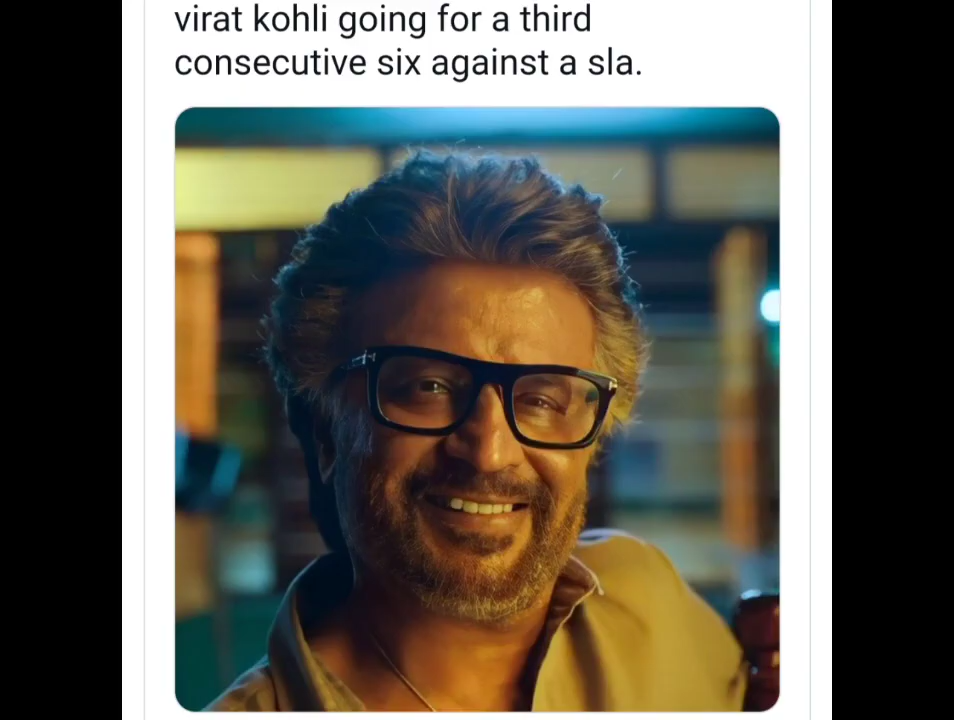 virat kohli going for a third
consecutive six against a sla.